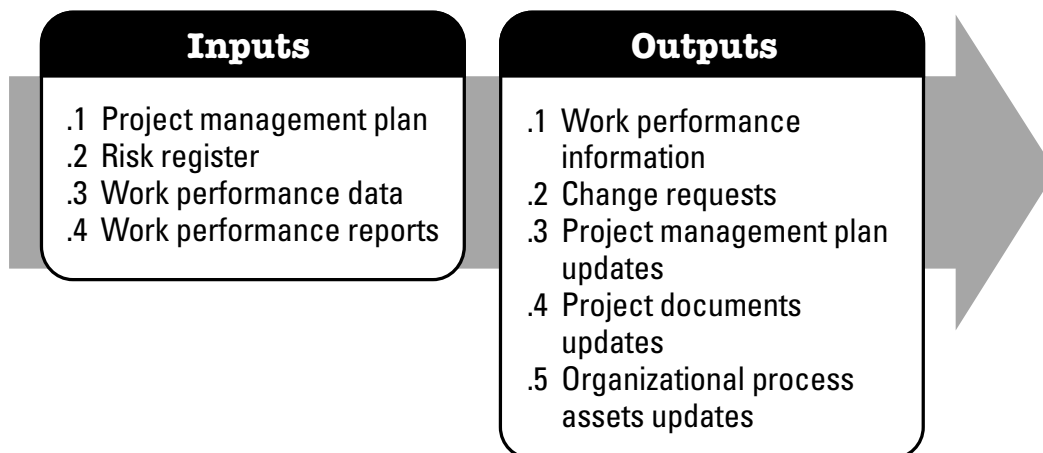 Inputs
.1 Project management plan
.2 Risk register
.3 Work performance data
.4 Work performance reports
Outputs
.1 Work performance
information
.2 Change requests
.3 Project management plan
updates
.4 Project documents
updates
.5 Organizational process
assets updates